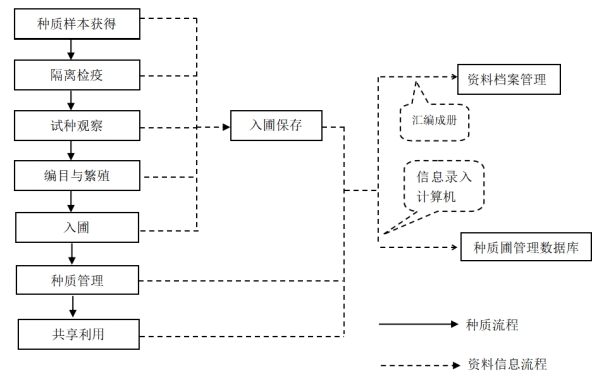 种质样本获得
隔离检疫
试种观察
编目与繁殖
入圃
种质管理
共享利用
入圃保存
资料档案管理
汇编成册
信息录入
计算机
种质圃管理数据库
种质流程
资料信息流程